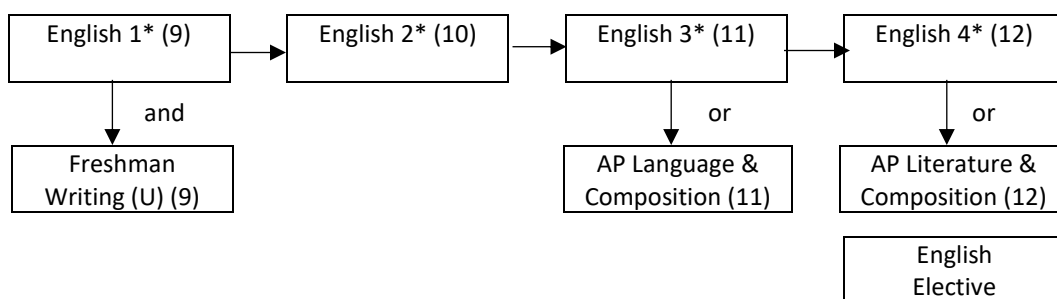 English 1* (9)
English 2* (10)
English 3* (11)
English 4* (12)
and
or
or
Freshman
Writing (U) (9)
AP Language &
Composition (11)
AP Literature &
Composition (12)
English
Elective